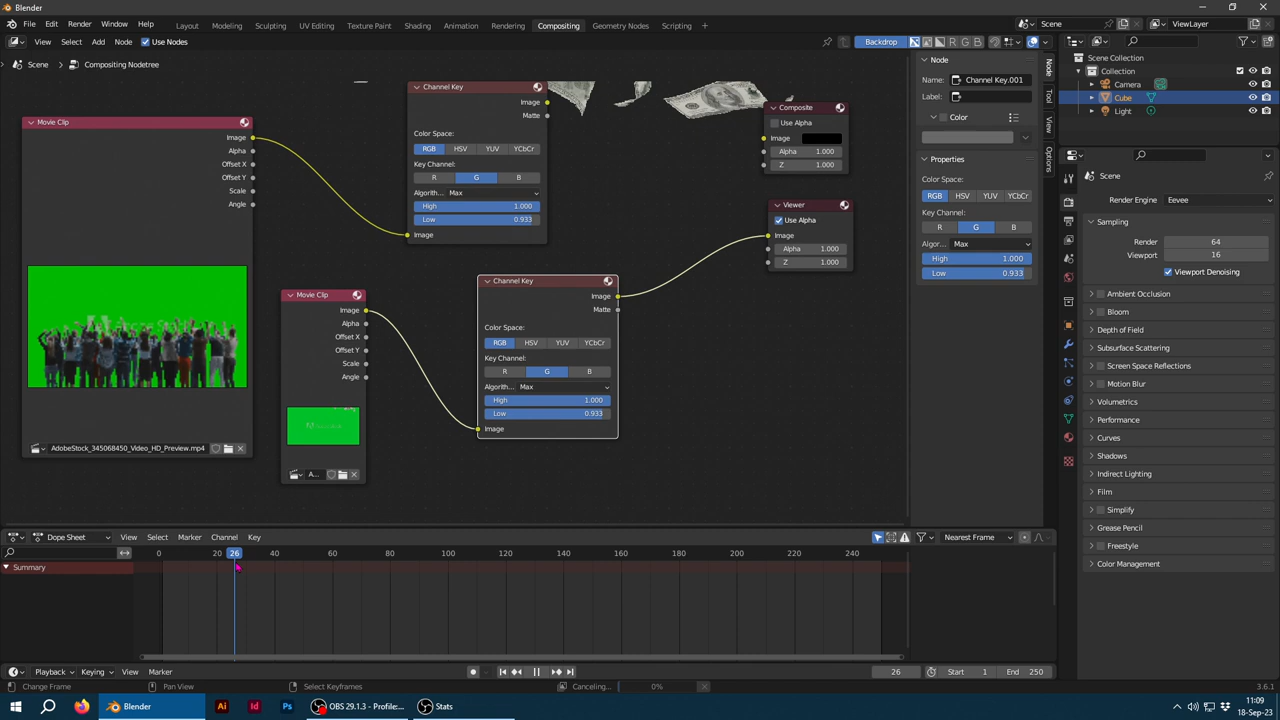 Blender
File Edit Render Window Help
Layout Modeling Sculpting UV Editing Texture Paint Shading Animation Rendering Compositing Geometry Nodes Scripting +
Scene ViewLayer
View Select Add Node Use Nodes
Backdrop R G B
Scene Compositing Nodetree
Movie Clip
Image
Alpha
Offset X
Offset Y
Scale
Angle
AdobeStock_345068450_Video_HD_Preview.mp4
Channel Key
Image
Matte
Color Space:
RGB HSV YUV YCbCr
Key Channel:
R G B
Algorith... Max
High 1.000
Low 0.933
Image
Movie Clip
Image
Alpha
Offset X
Offset Y
Scale
Angle
A...
Channel Key
Image
Matte
Color Space:
RGB HSV YUV YCbCr
Key Channel:
R G B
Algorith... Max
High 1.000
Low 0.933
Image
Composite
Use Alpha
Image
Alpha 1.000
Z 1.000
Viewer
Use Alpha
Image
Alpha 1.000
Z 1.000
Node
Name: Channel Key.001
Label:
Color
Properties
Color Space:
RGB HSV YUV YCbCr
Key Channel:
R G B
Algor... Max
High 1.000
Low 0.933
Node
Tool
View
Options
Scene Collection
Collection
Camera
Cube
Light
Scene
Render Engine Eevee
Sampling
Render 64
Viewport 16
Viewport Denoising
Ambient Occlusion
Bloom
Depth of Field
Subsurface Scattering
Screen Space Reflections
Motion Blur
Volumetrics
Performance
Curves
Shadows
Indirect Lighting
Film
Simplify
Grease Pencil
Freestyle
Color Management
Dope Sheet View Select Marker Channel Key Nearest Frame
0 20 26 40 60 80 100 120 140 160 180 200 220 240
Summary
Playback Keying View Marker 26 Start 1 End 250
Change Frame Pan View Select Keyframes Canceling... 0% 3.6.1
Blender Ai Id Ps OBS 29.1.3 - Profile:... Stats
11:09
18-Sep-23